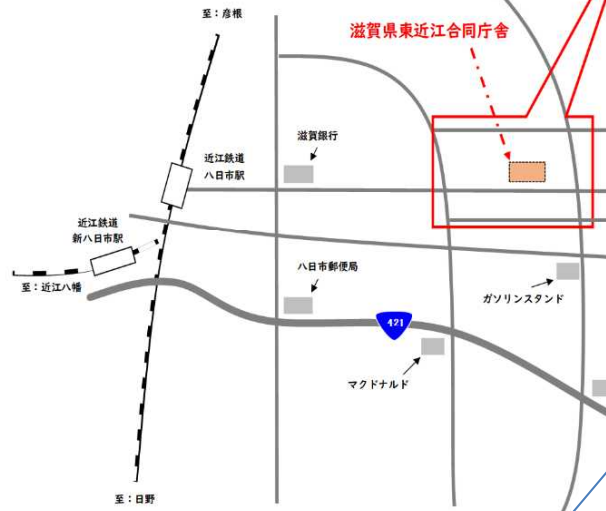 至：彦根
滋賀県東近江合同庁舎
滋賀銀行
近江鉄道
八日市駅
近江鉄道
新八日市駅
至：近江八幡
八日市郵便局
ガソリンスタンド
421
マクドナルド
至：日野